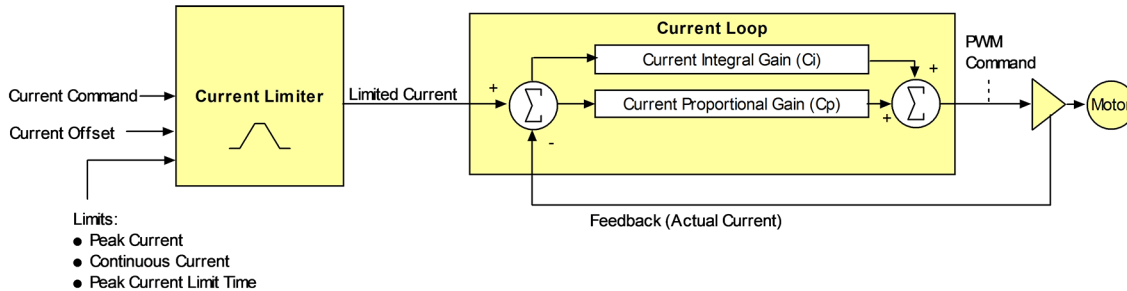 Current Loop
PWM
Command
Current Integral Gain (Ci)
+
Current Command
Current Limiter
Limited Current
+
Σ
Current Proportional Gain (Cp)
Σ
Motor
+
Current Offset
-
Feedback (Actual Current)
Limits:
● Peak Current
● Continuous Current
● Peak Current Limit Time